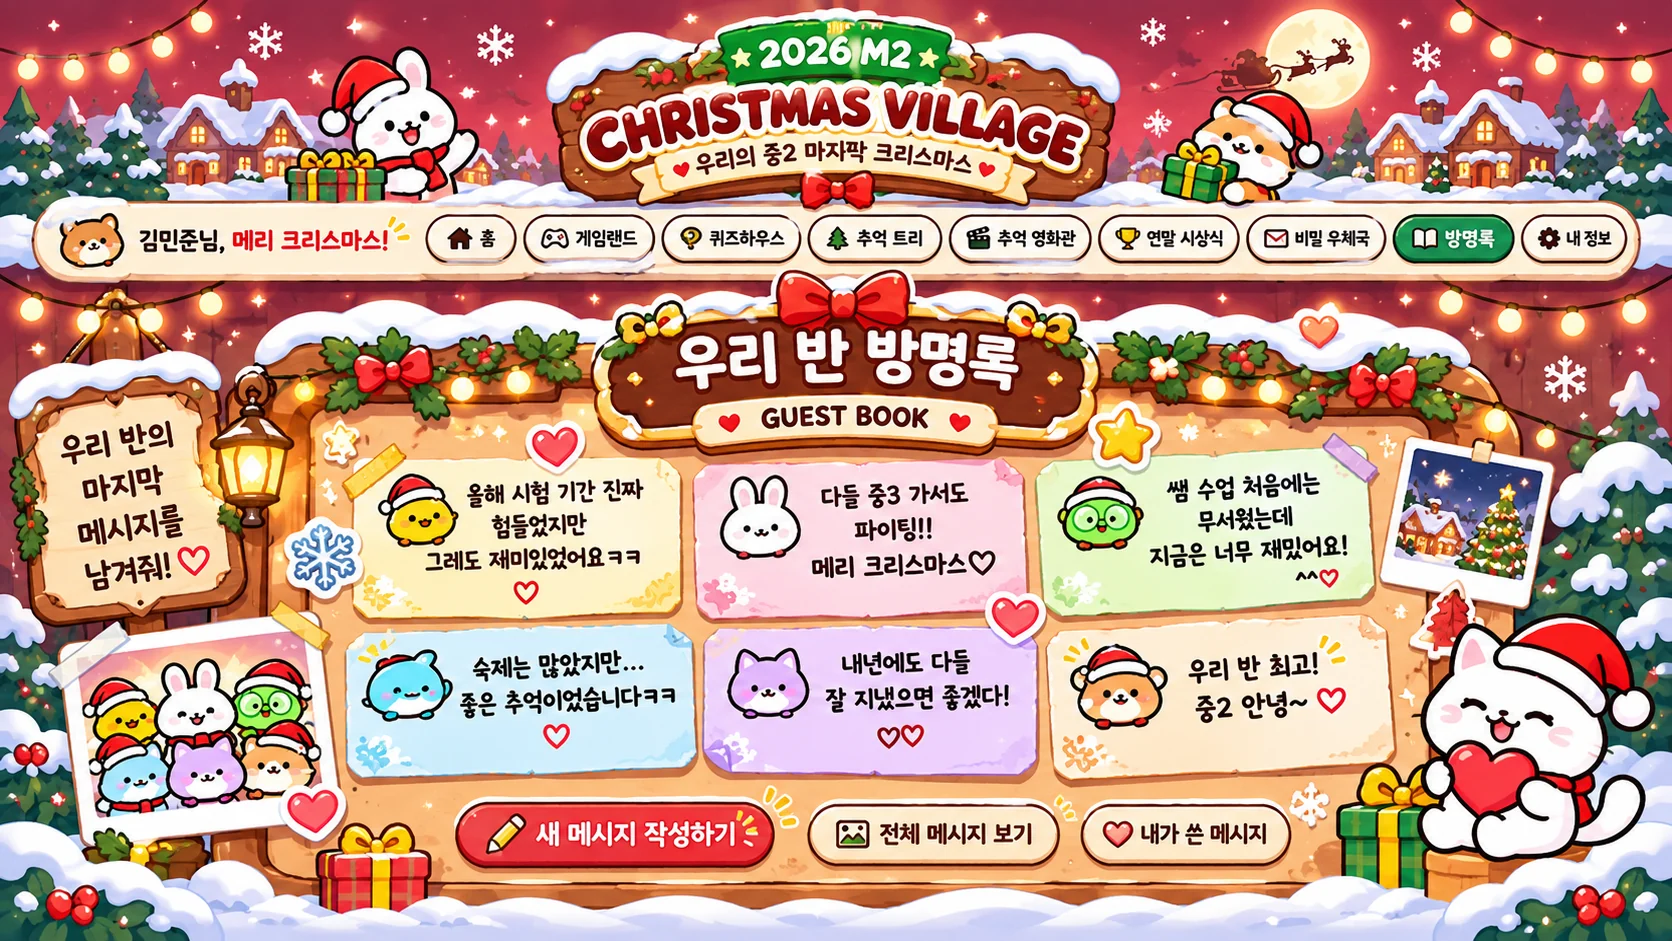 2026 M2
CHRISTMAS VILLAGE
우리의 중2 마지팍 크리스마스
김민준님, 메리 크리스마스!
홈
게임랜드
퀴즈하우스
추억 트리
추억 영화관
연말 시상식
비밀 우체국
방명록
내 정보
우리 반 방명록
GUEST BOOK
우리 반의
마지막
메시지를
남겨줘!♡
올해 시험 기간 진짜
힘들었지만
그레도 재미있었어요ㅋㅋ
♡
다들 중3 가서도
파이팅!!
메리 크리스마스♡
쌤 수업 처음에는
무서웠는데
지금은 너무 재밌어요!
^^♡
숙제는 많았지만...
좋은 추억이었습니다ㅋㅋ
♡
내년에도 다들
잘 지냈으면 좋겠다!
♡♡
우리 반 최고!
중2 안녕~ ♡
새 메시지 작성하기
전체 메시지 보기
내가 쓴 메시지